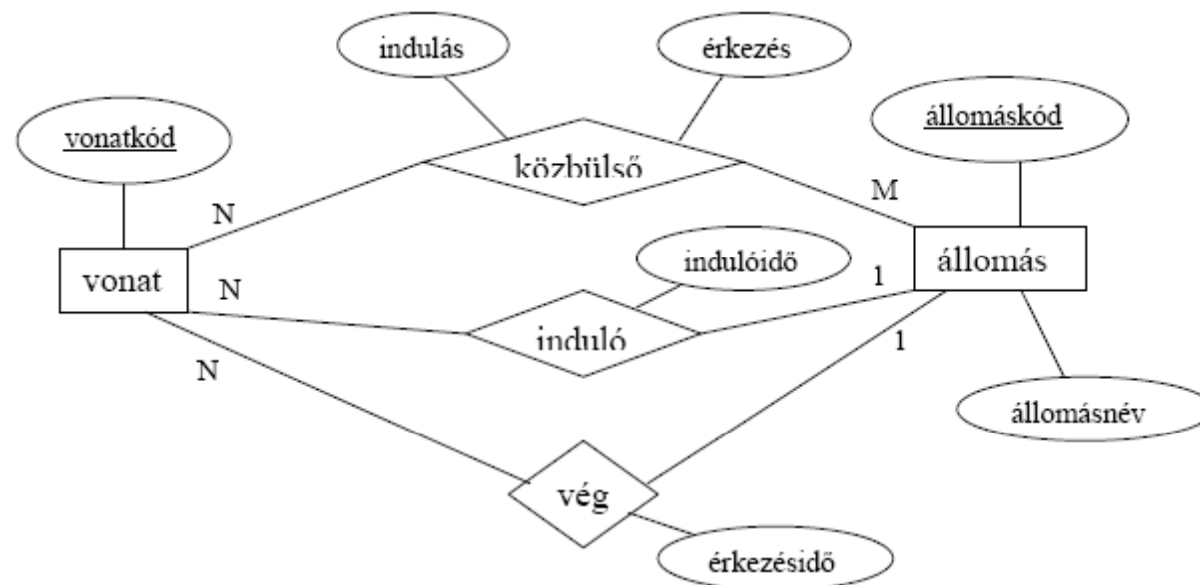 indulás
érkezés
vonatkód
állomáskód
közbülső
N
M
vonat
N
indulóidő
1
állomás
induló
N
1
állomásnév
vég
érkezésidő